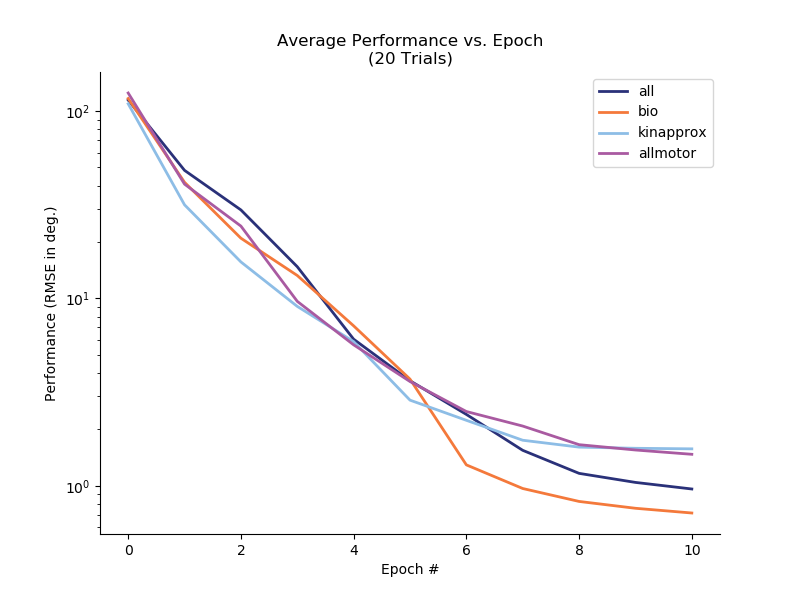 Average Performance vs. Epoch
(20 Trials)
all
bio
kinapprox
allmotor
Performance (RMSE in deg.)
10²
10¹
10⁰
0 2 4 6 8 10
Epoch #